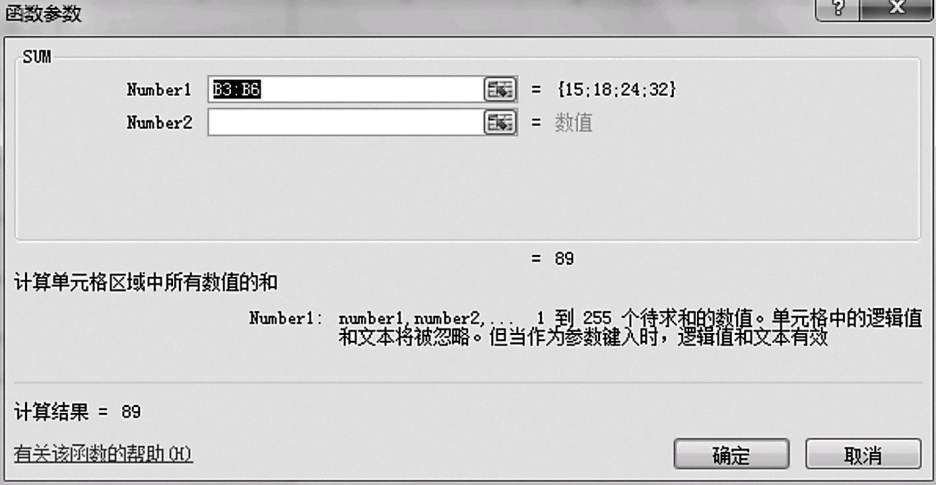 函数参数
SUM
Number1 B3:B6 = {15;18;24;32}
Number2 = 数值
= 89
计算单元格区域中所有数值的和
Number1: number1,number2,... 1 到 255 个待求和的数值。单元格中的逻辑值
和文本将被忽略。但当作为参数键入时，逻辑值和文本有效
计算结果 = 89
有关该函数的帮助(H)
确定 取消